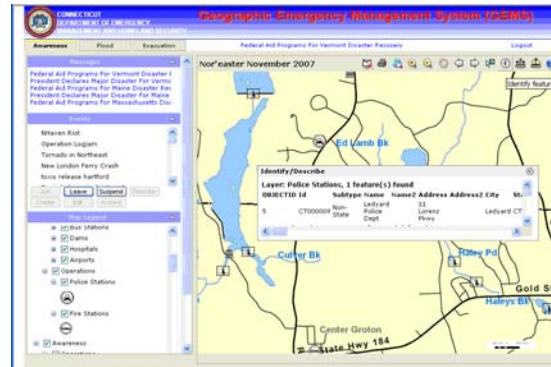 CONNECTICUT
DEPARTMENT OF EMERGENCY
MANAGEMENT AND HOMELAND SECURITY
Geographic Emergency Management System (GEMS)
Awareness Flood Evacuation
Federal Aid Programs For Vermont Disaster Recovery
Logout
Messages
Federal Aid Programs For Vermont Disaster I
President Declares Major Disaster For Vermo
Federal Aid Programs For Maine Disaster Rec
President Declares Major Disaster For Maine
Federal Aid Programs For Massachusetts Disa
Events
NHaven Riot
Operation Logjam
Tornado in Northeast
New London Ferry Crash
toxis release hartford
Join Leave Suspend Describe
Create Edit Archive
Map Legend
Bus Stations
Dams
Hospitals
Airports
Operations
Police Stations
Fire Stations
Awareness
Nor'easter November 2007
Identify featur
Ed Lamb Bk
Identify/Describe
Layer: Police Stations, 1 feature(s) found
OBJECTID Id Subtype Name Name2 Address Address2 City Sta
5 CT000009 Non-State Ledyard Police Dept 11 Lorenz Pkwy Ledyard CT
Culver Bk
Haley Pd
Gold S
Haleys Bk
Center Groton
State Hwy 184